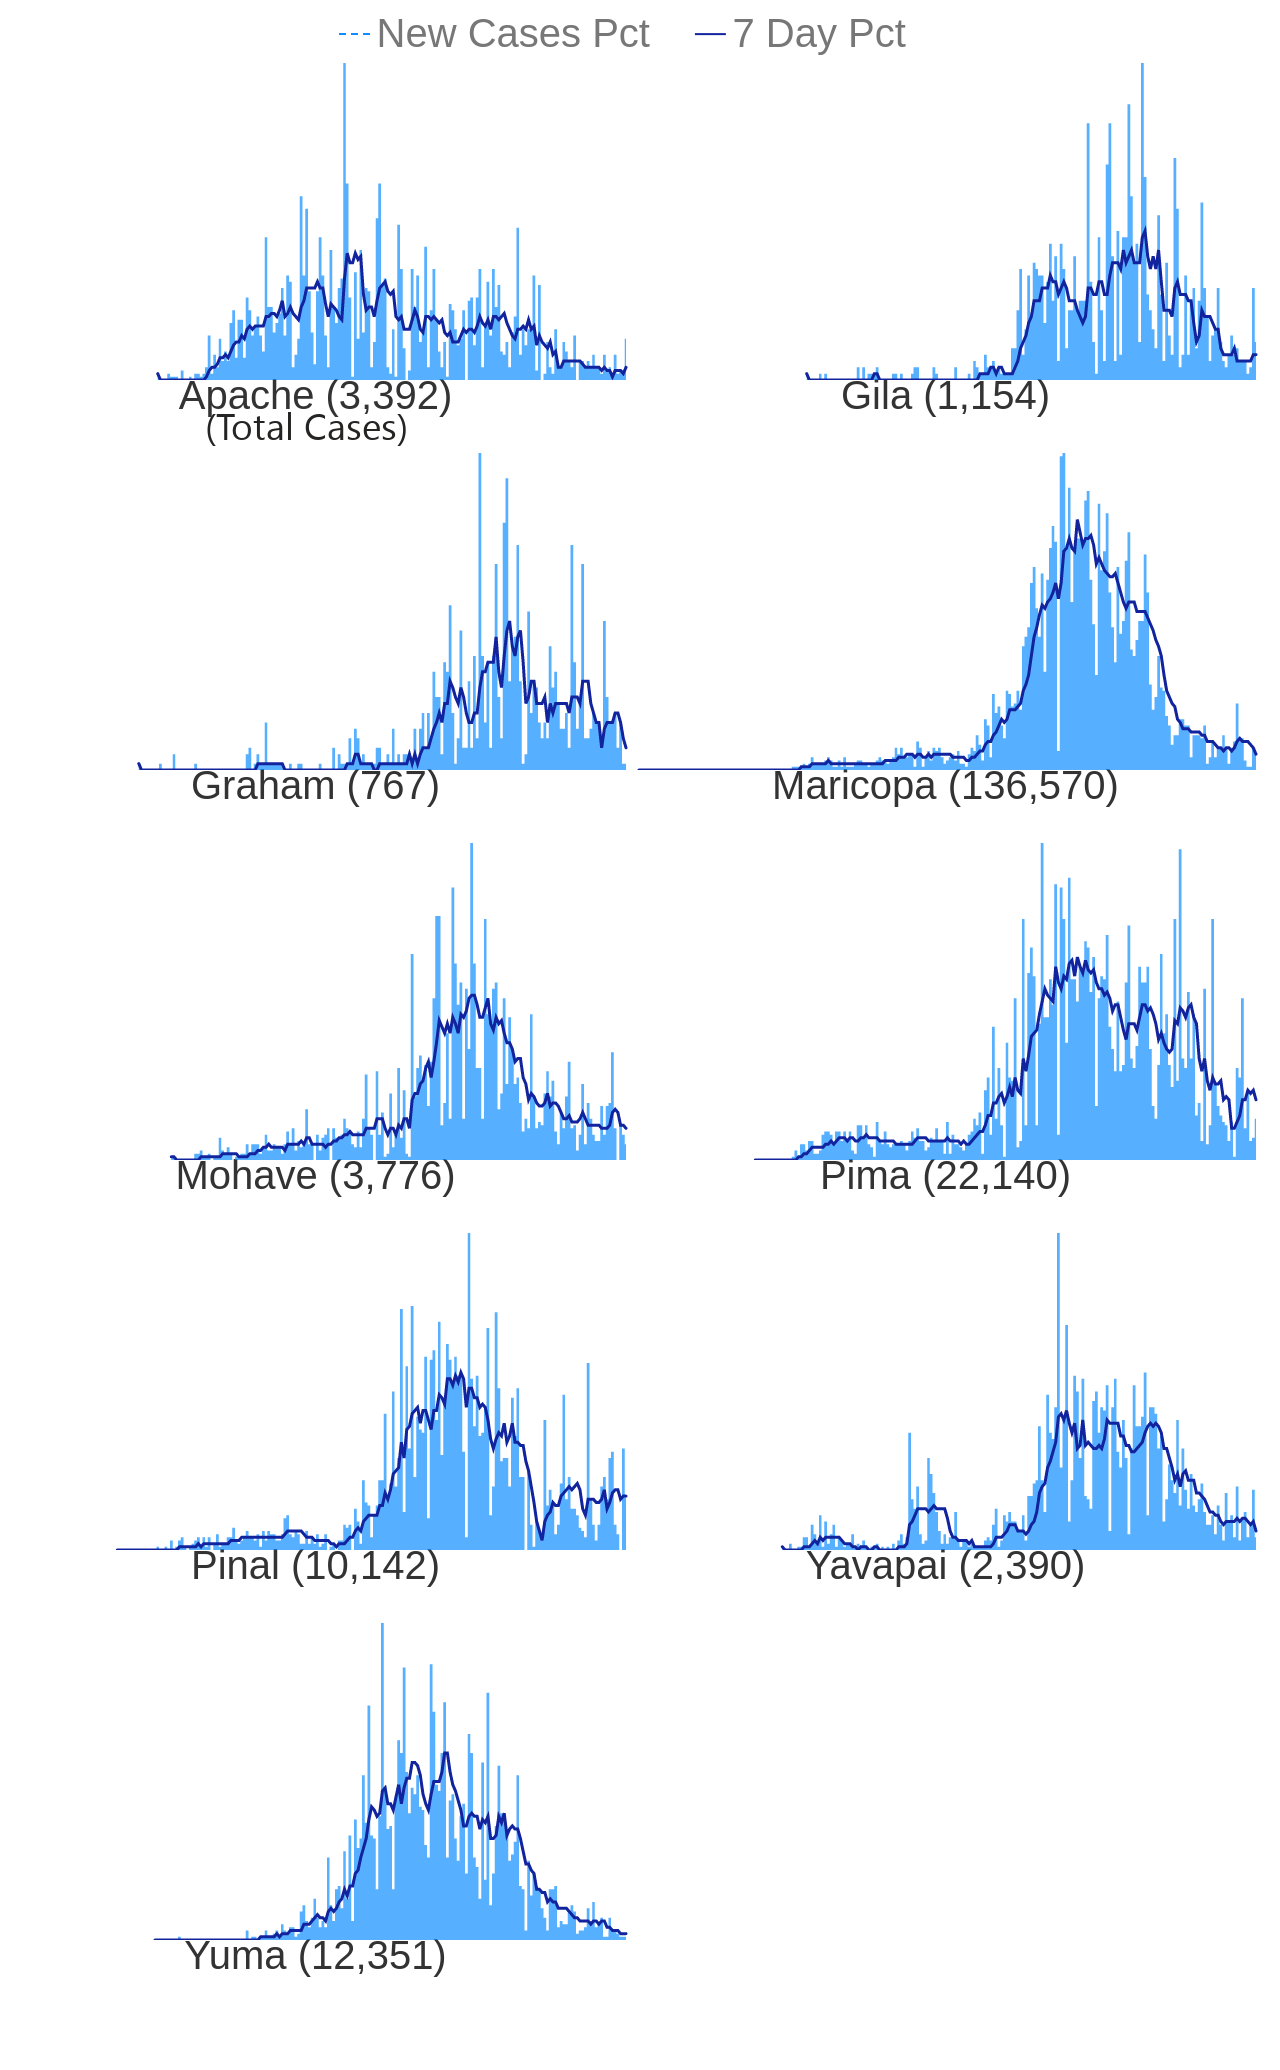 New Cases Pct 7 Day Pct
Apache (3,392) Gila (1,154)
(Total Cases)
Graham (767) Maricopa (136,570)
Mohave (3,776) Pima (22,140)
Pinal (10,142) Yavapai (2,390)
Yuma (12,351)